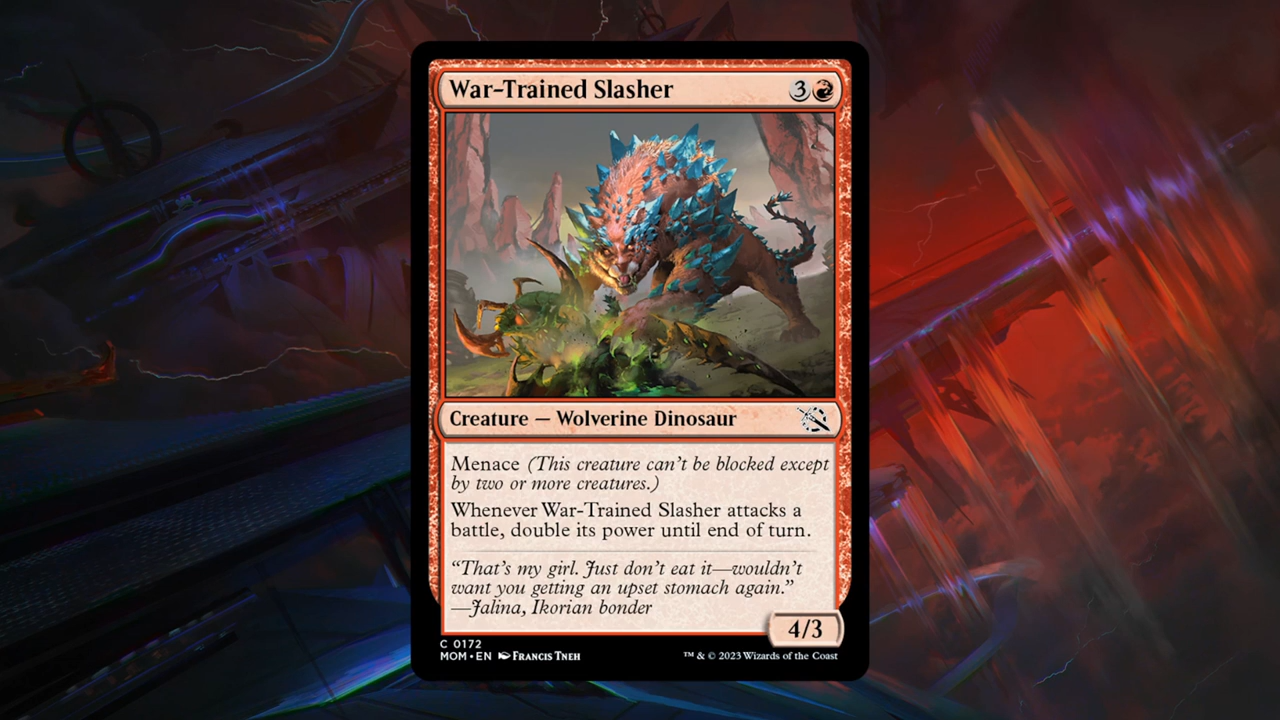 War-Trained Slasher 3
Creature — Wolverine Dinosaur
Menace (This creature can't be blocked except
by two or more creatures.)
Whenever War-Trained Slasher attacks a
battle, double its power until end of turn.
“That's my girl. Just don't eat it—wouldn't
want you getting an upset stomach again.”
—Jalina, Ikorian bonder
4/3
C 0172
MOM • EN Francis Tneh
™ & © 2023 Wizards of the Coast